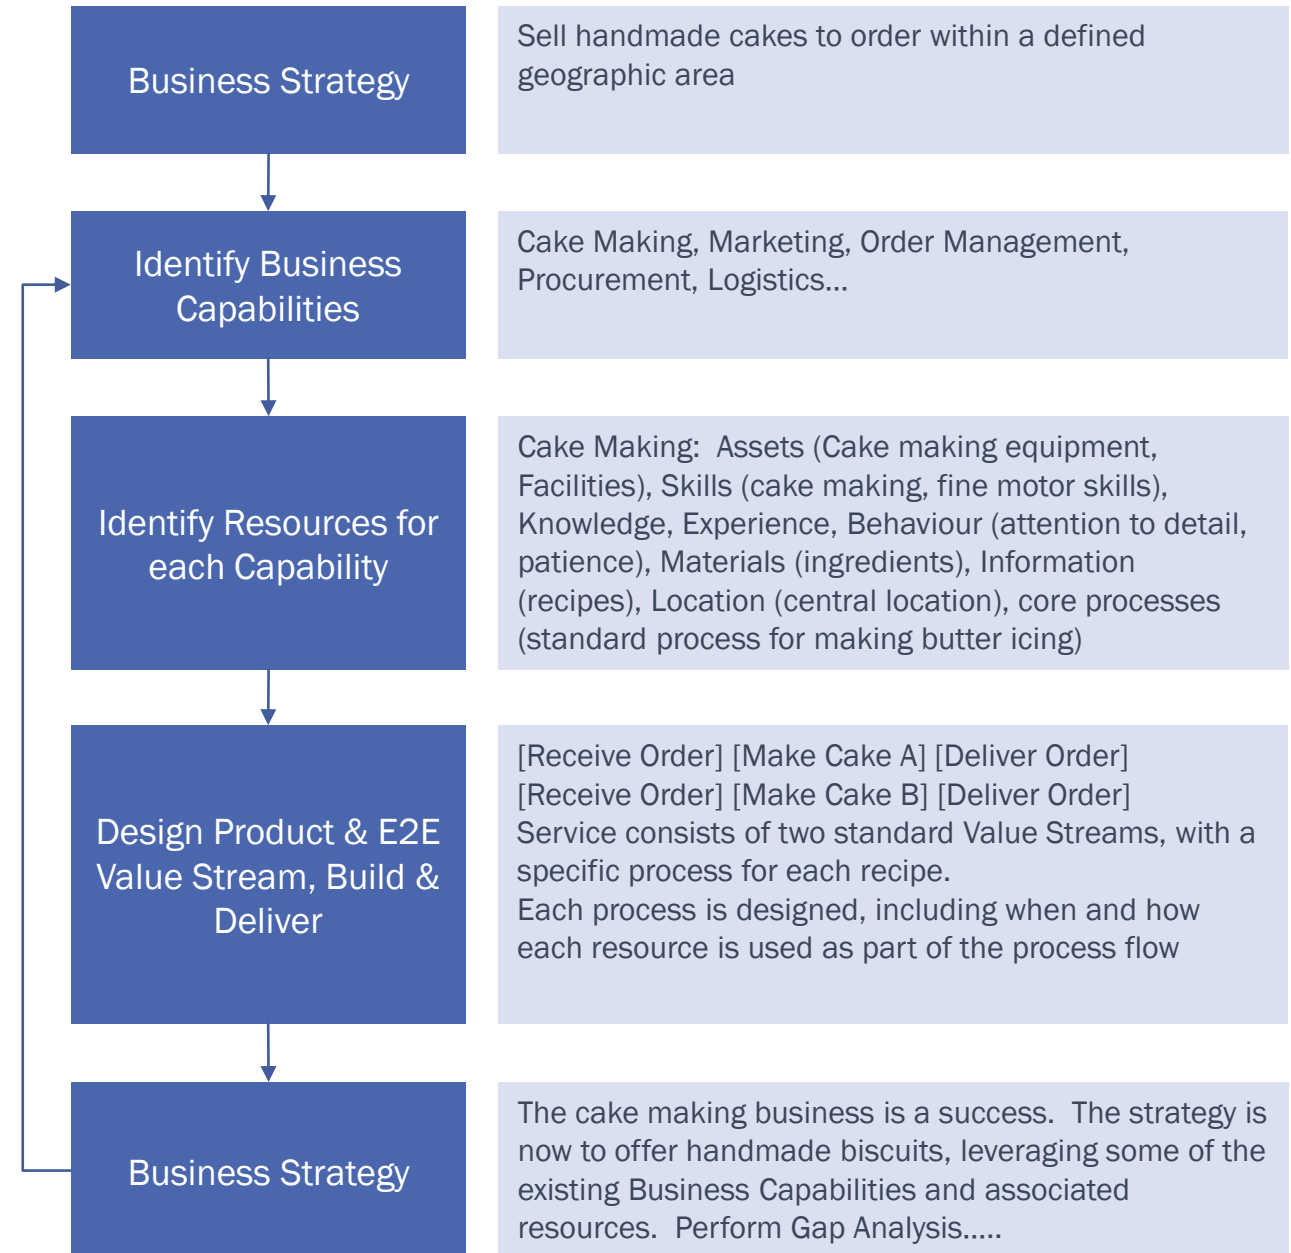 Business Strategy
Sell handmade cakes to order within a defined
geographic area
Identify Business
Capabilities
Cake Making, Marketing, Order Management,
Procurement, Logistics...
Identify Resources for
each Capability
Cake Making:  Assets (Cake making equipment,
Facilities), Skills (cake making, fine motor skills),
Knowledge, Experience, Behaviour (attention to detail,
patience), Materials (ingredients), Information
(recipes), Location (central location), core processes
(standard process for making butter icing)
Design Product & E2E
Value Stream, Build &
Deliver
[Receive Order] [Make Cake A] [Deliver Order]
[Receive Order] [Make Cake B] [Deliver Order]
Service consists of two standard Value Streams, with a
specific process for each recipe.
Each process is designed, including when and how
each resource is used as part of the process flow
Business Strategy
The cake making business is a success.  The strategy is
now to offer handmade biscuits, leveraging some of the
existing Business Capabilities and associated
resources.  Perform Gap Analysis.....